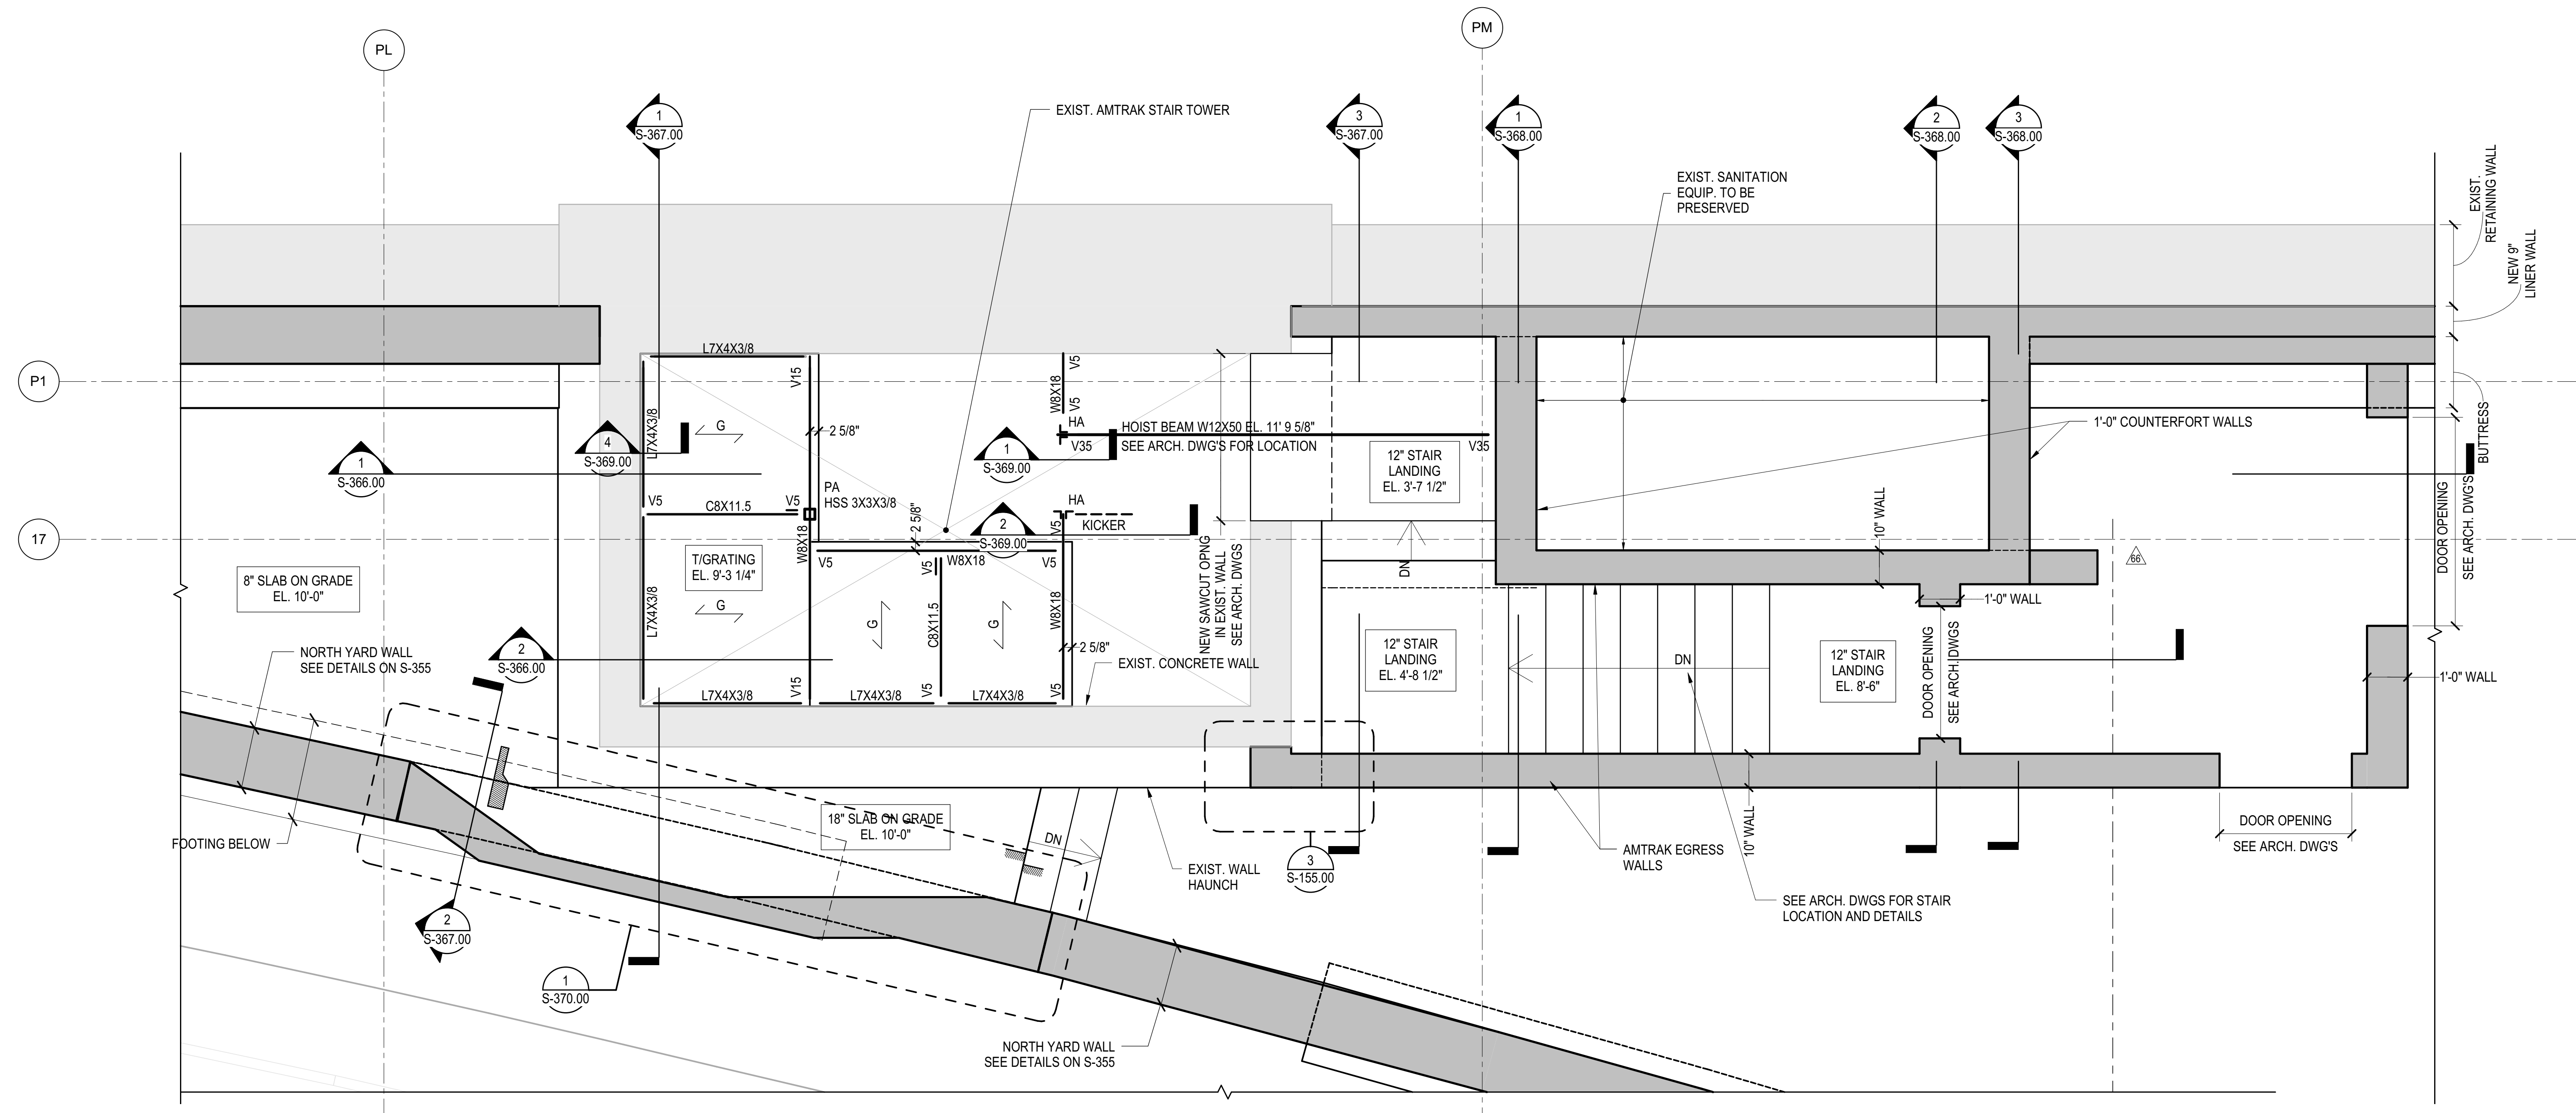 PL
PM
1
S-367.00
3
S-367.00
1
S-368.00
2
S-368.00
3
S-368.00
EXIST. AMTRAK STAIR TOWER
EXIST. SANITATION
EQUIP. TO BE
PRESERVED
EXIST.
RETAINING WALL
NEW 9"
LINER WALL
BUTTRESS
P1
17
L7X4X3/8
V15
L7X4X3/8
G
2 5/8"
4
S-369.00
1
S-366.00
V5
W8X18
V5
HA
HOIST BEAM W12X50 EL. 11' 9 5/8"
V35
SEE ARCH. DWG'S FOR LOCATION
V35
1
S-369.00
12" STAIR
LANDING
EL. 3'-7 1/2"
1'-0" COUNTERFORT WALLS
DOOR OPENING
SEE ARCH. DWG'S
V5
C8X11.5
V5
PA
HSS 3X3X3/8
W8X18
2 5/8"
HA
KICKER
V5
2
S-369.00
T/GRATING
EL. 9'-3 1/4"
V5
V5
W8X18
V5
8" SLAB ON GRADE
EL. 10'-0"
L7X4X3/8
G
G
C8X11.5
G
W8X18
2 5/8"
NEW SAWCUT OPNG
IN EXIST. WALL
SEE ARCH. DWGS
DN
10" WALL
66
1'-0" WALL
2
S-366.00
NORTH YARD WALL
SEE DETAILS ON S-355
EXIST. CONCRETE WALL
12" STAIR
LANDING
EL. 4'-8 1/2"
DN
12" STAIR
LANDING
EL. 8'-6"
DOOR OPENING
SEE ARCH. DWGS
1'-0" WALL
L7X4X3/8
V15
L7X4X3/8
V5
L7X4X3/8
V5
18" SLAB ON GRADE
EL. 10'-0"
FOOTING BELOW
DN
EXIST. WALL
HAUNCH
3
S-155.00
10" WALL
AMTRAK EGRESS
WALLS
DOOR OPENING
SEE ARCH. DWG'S
SEE ARCH. DWGS FOR STAIR
LOCATION AND DETAILS
2
S-367.00
1
S-370.00
NORTH YARD WALL
SEE DETAILS ON S-355